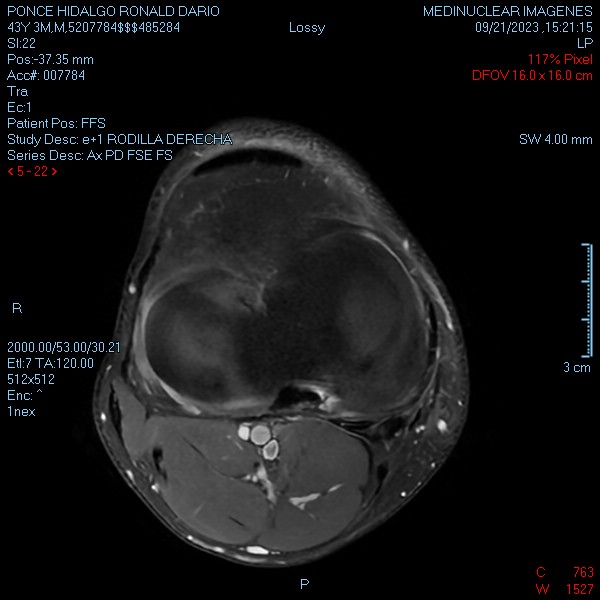 PONCE HIDALGO RONALD DARIO
43Y 3M,M,5207784$$$485284
SI:22
Pos:-37.35 mm
Acc#: 007784
Tra
Ec:1
Patient Pos: FFS
Study Desc: e+1 RODILLA DERECHA
Series Desc: Ax PD FSE FS
< 5 - 22 >
Lossy
MEDINUCLEAR IMAGENES
09/21/2023 ,15:21:15
LP
117% Pixel
DFOV 16.0 x 16.0 cm
SW 4.00 mm
R
2000.00/53.00/30.21
Etl:7 TA:120.00
512x512
Enc: ^
1nex
3 cm
P
C 763
W 1527